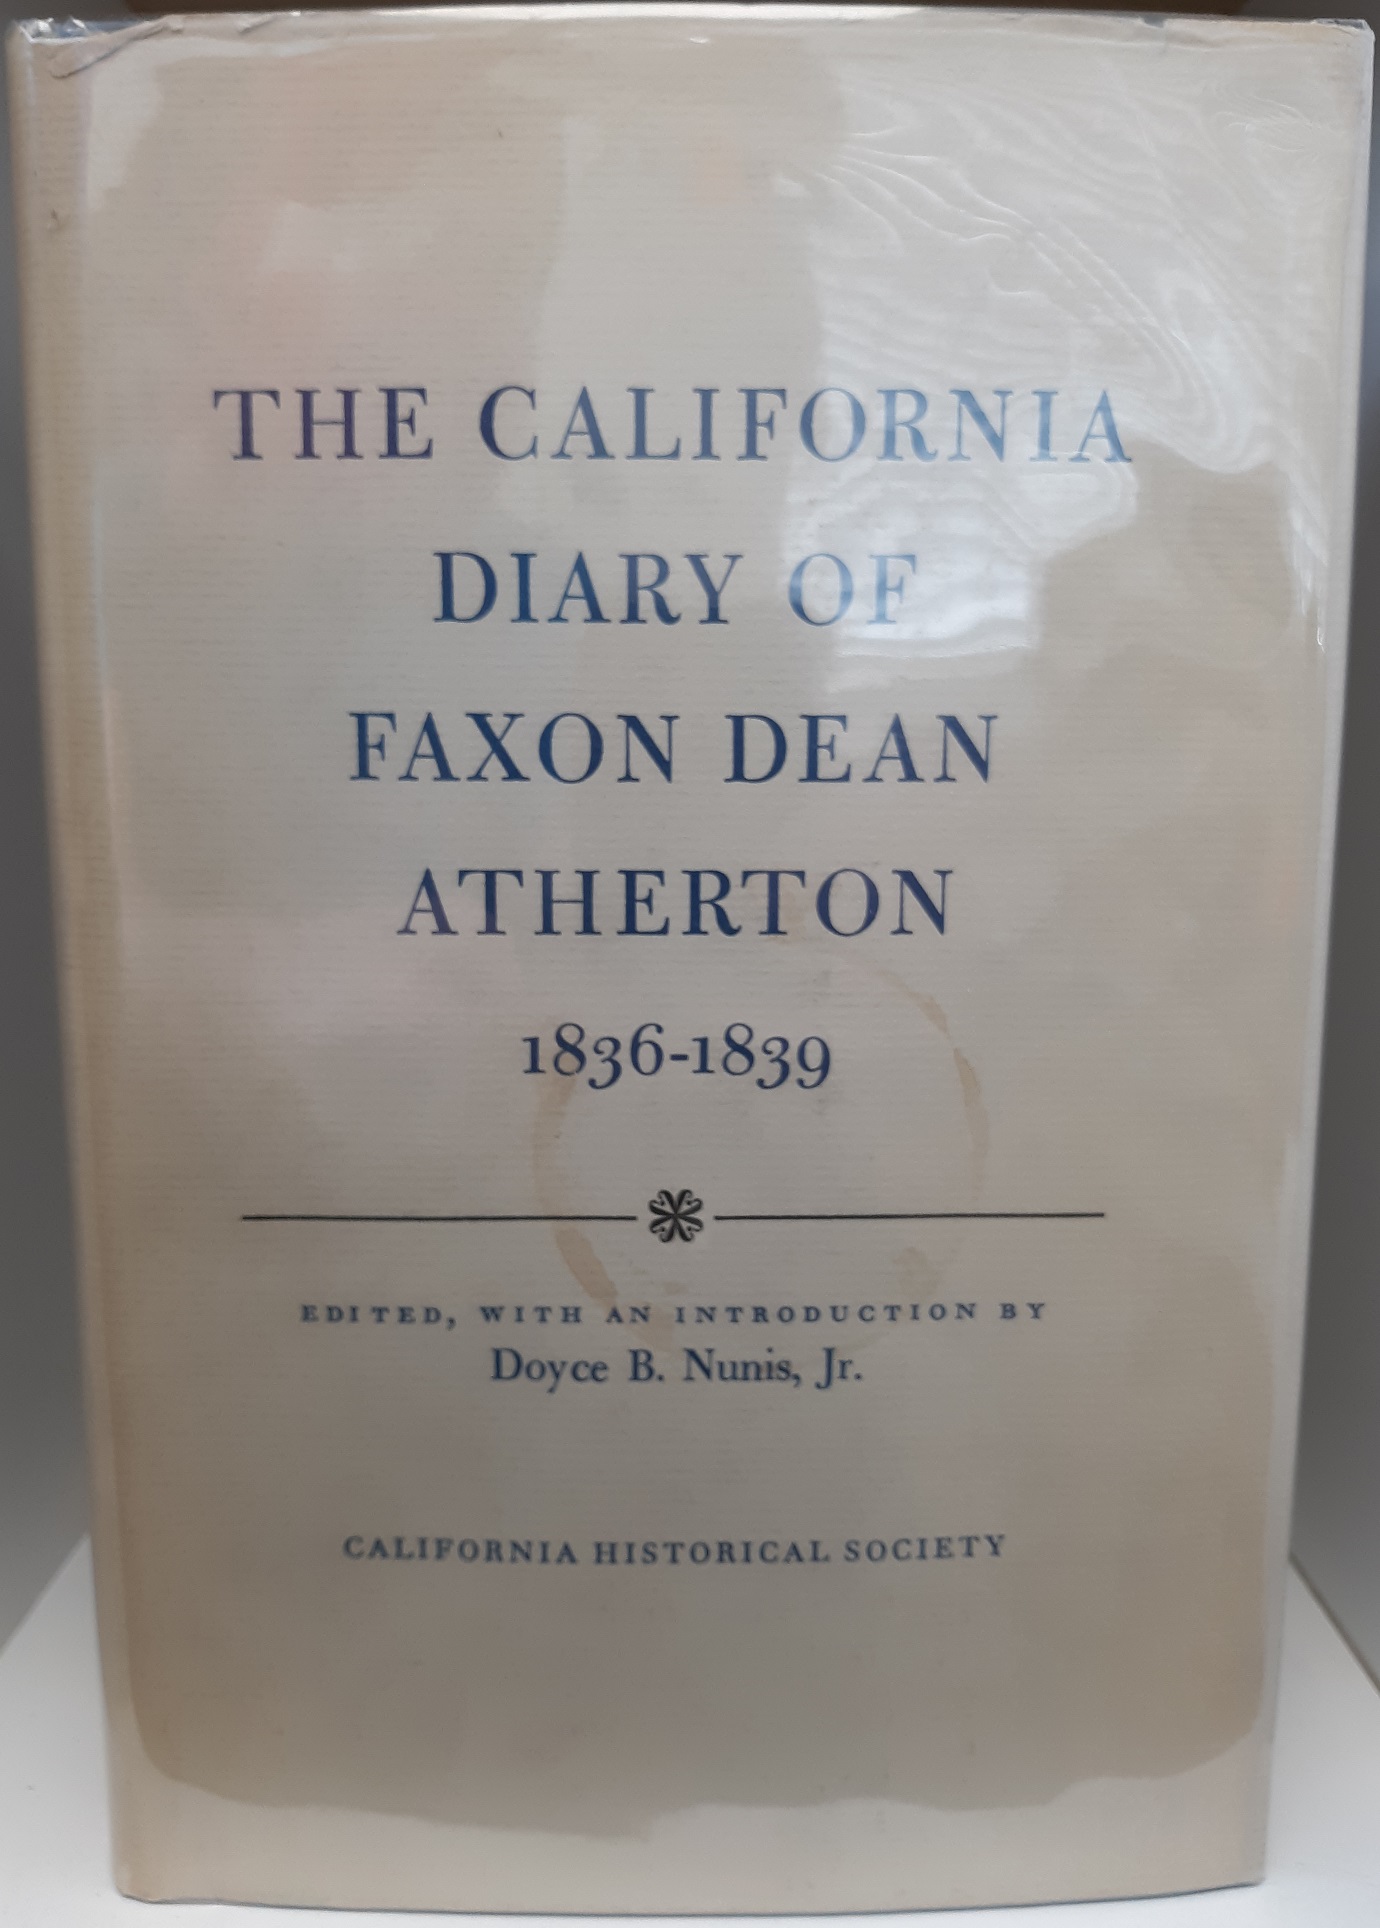 THE CALIFORNIA
DIARY OF
FAXON DEAN
ATHERTON
1836-1839
EDITED, WITH AN INTRODUCTION BY
Doyce B. Nunis, Jr.
CALIFORNIA HISTORICAL SOCIETY